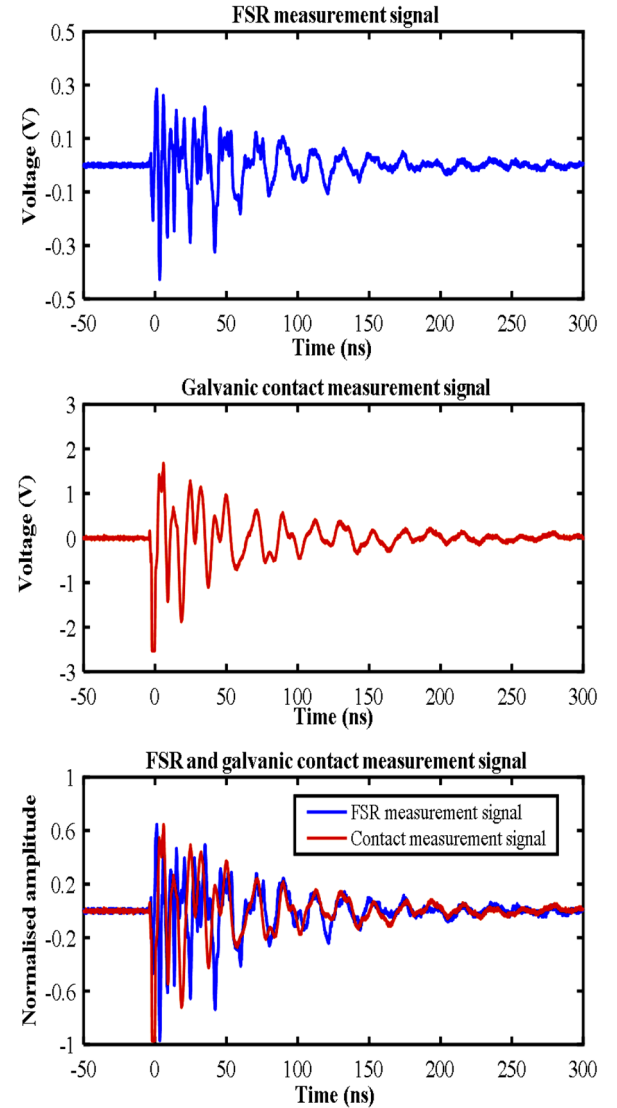 FSR measurement signal
0.5
0.3
0.1
-0.1
-0.3
-0.5
Voltage (V)
-50 0 50 100 150 200 250 300
Time (ns)
Galvanic contact measurement signal
3
2
1
0
-1
-2
-3
Voltage (V)
-50 0 50 100 150 200 250 300
Time (ns)
FSR and galvanic contact measurement signal
1
0.6
0.2
-0.2
-0.6
-1
Normalised amplitude
FSR measurement signal
Contact measurement signal
-50 0 50 100 150 200 250 300
Time (ns)